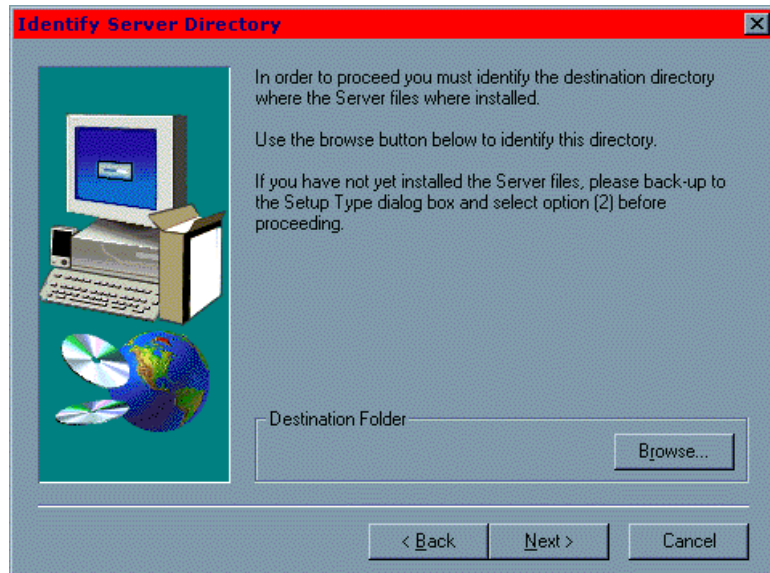 Identify Server Directory
In order to proceed you must identify the destination directory
where the Server files where installed.
Use the browse button below to identify this directory.
If you have not yet installed the Server files, please back-up to
the Setup Type dialog box and select option (2) before
proceeding.
Destination Folder
Browse...
< Back
Next >
Cancel